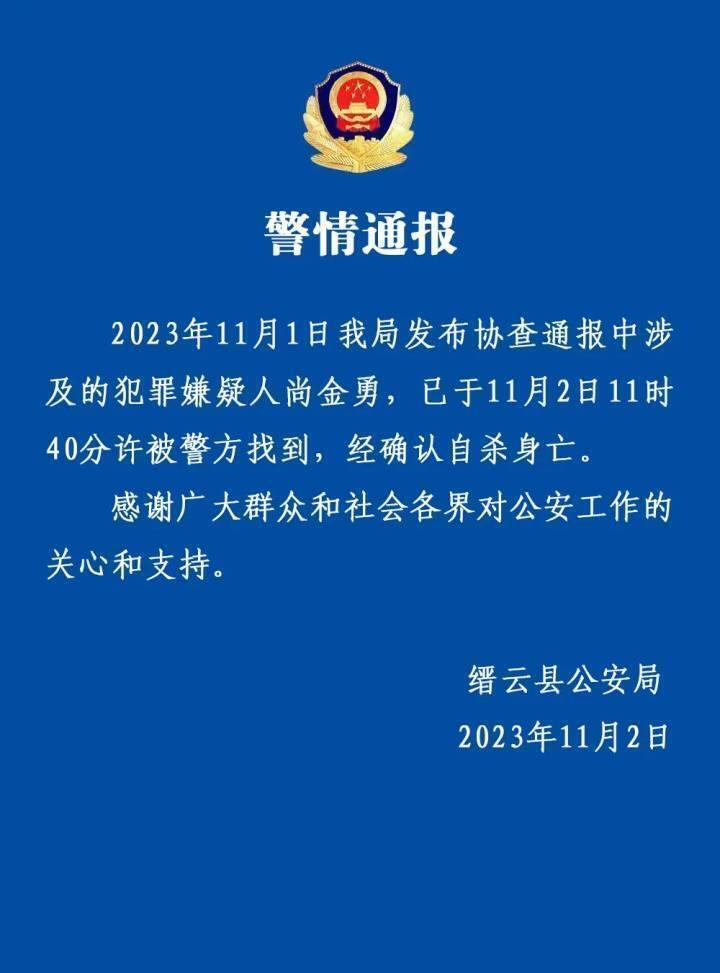 警情通报
2023年11月1日我局发布协查通报中涉
及的犯罪嫌疑人尚金勇，已于11月2日11时
40分许被警方找到，经确认自杀身亡。
感谢广大群众和社会各界对公安工作的
关心和支持。
缙云县公安局
2023年11月2日